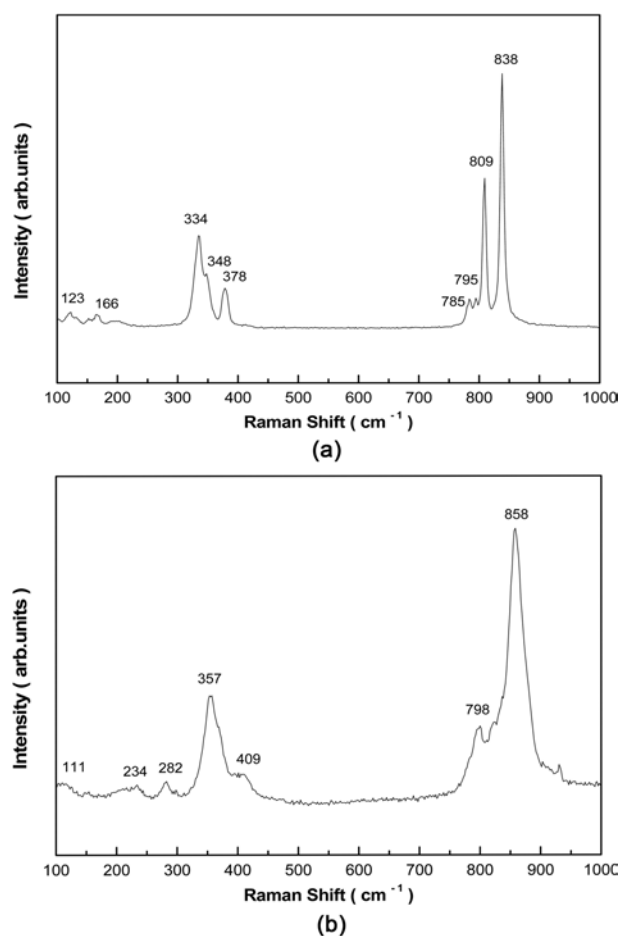 838
809
334
348
378
795
785
123
166
Intensity ( arb.units )
100 200 300 400 500 600 700 800 900 1000
Raman Shift ( cm -1 )
(a)
858
357
798
409
282
234
111
Intensity ( arb.units )
100 200 300 400 500 600 700 800 900 1000
Raman Shift ( cm -1 )
(b)